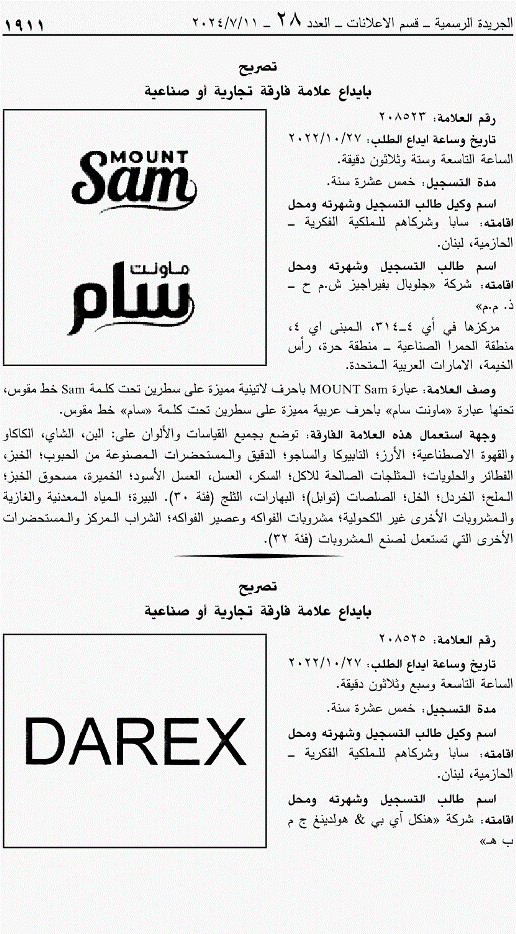 الجريدة الرسمية ــ قسم الاعلانات ــ العدد ٢٨ ــ ٢٠٢٤/٧/١١
١٩١١
تصريح
بايداع علامة فارقة تجارية أو صناعية
رقم العلامة: ٢٠٨٥٢٣
تاريخ وساعة ايداع الطلب: ٢٠٢٢/١٠/٢٧
الساعة التاسعة وستة وثلاثون دقيقة.
مدة التسجيل: خمس عشرة سنة.
اسم وكيل طالب التسجيل وشهرته ومحل
اقامته: سابا وشركاهم للملكية الفكرية ــ
الحازمية، لبنان.
اسم طالب التسجيل وشهرته ومحل
اقامته: شركة «جلوبال بفيراجيز ش.م ح ــ
ذ. م.م»
مركزها في أي ٤ــ٣١٤، المبنى اي ٤،
منطقة الحمرا الصناعية ــ منطقة حرة، رأس
الخيمة، الامارات العربية المتحدة.
MOUNT
Sam
ماونت
سام
وصف العلامة: عبارة MOUNT Sam باحرف لاتينية مميزة على سطرين تحت كلمة Sam خط مقوس،
تحتها عبارة «ماونت سام» باحرف عربية مميزة على سطرين تحت كلمة «سام» خط مقوس.
وجهة استعمال هذه العلامة الفارقة: توضع بجميع القياسات والألوان على: البن، الشاي، الكاكاو
والقهوة الاصطناعية؛ الأرز؛ التابيوكا والساجو؛ الدقيق والمستحضرات المصنوعة من الحبوب؛ الخبز،
الفطائر والحلويات؛ المثلجات الصالحة للاكل؛ السكر، العسل، العسل الأسود؛ الخميرة، مسحوق الخبز؛
الملح؛ الخردل؛ الخل؛ الصلصات (توابل)؛ البهارات، الثلج (فئة ٣٠). البيرة؛ المياه المعدنية والغازية
والمشروبات الأخرى غير الكحولية؛ مشروبات الفواكه وعصير الفواكه؛ الشراب المركز والمستحضرات
الأخرى التي تستعمل لصنع المشروبات (فئة ٣٢).
تصريح
بايداع علامة فارقة تجارية أو صناعية
رقم العلامة: ٢٠٨٥٢٥
تاريخ وساعة ايداع الطلب: ٢٠٢٢/١٠/٢٧
الساعة التاسعة وسبع وثلاثون دقيقة.
مدة التسجيل: خمس عشرة سنة.
اسم وكيل طالب التسجيل وشهرته ومحل
اقامته: سابا وشركاهم للملكية الفكرية ــ
الحازمية، لبنان.
اسم طالب التسجيل وشهرته ومحل
اقامته: شركة «هنكل آي بي & هولدينغ ج م
ب هـ»
DAREX